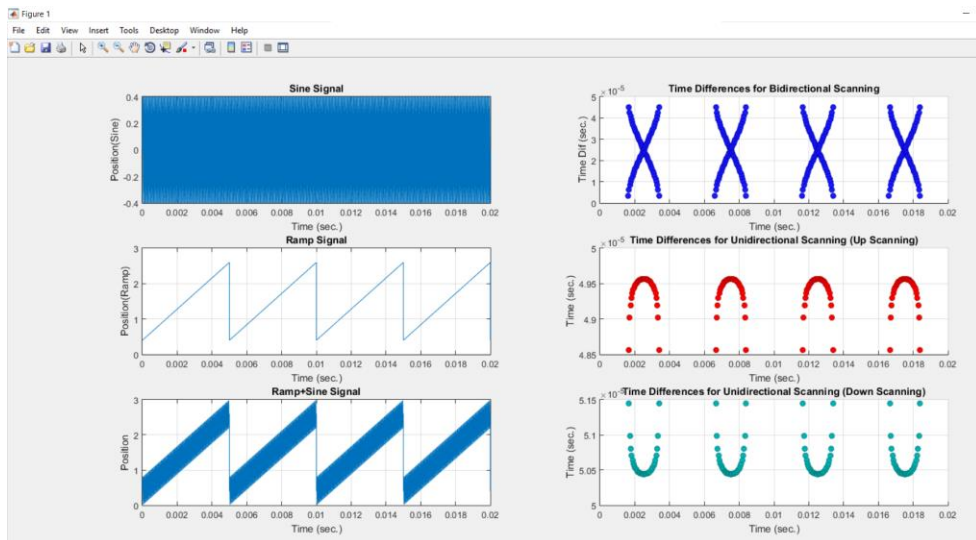 Figure 1
File Edit View Insert Tools Desktop Window Help
Sine Signal
0.4
0.2
0
-0.2
-0.4
Position(Sine)
0 0.002 0.004 0.006 0.008 0.01 0.012 0.014 0.016 0.018 0.02
Time (sec.)
Ramp Signal
3
2
1
0
Position(Ramp)
0 0.002 0.004 0.006 0.008 0.01 0.012 0.014 0.016 0.018 0.02
Time (sec.)
Ramp+Sine Signal
3
2
1
0
Position
0 0.002 0.004 0.006 0.008 0.01 0.012 0.014 0.016 0.018 0.02
Time (sec.)
×10-5 Time Differences for Bidirectional Scanning
5
4
3
2
1
0
Time Dif (sec.)
0 0.002 0.004 0.006 0.008 0.01 0.012 0.014 0.016 0.018 0.02
Time (sec.)
×10-5 Time Differences for Unidirectional Scanning (Up Scanning)
5
4.95
4.9
4.85
Time (sec.)
0 0.002 0.004 0.006 0.008 0.01 0.012 0.014 0.016 0.018 0.02
Time (sec.)
×10-5 Time Differences for Unidirectional Scanning (Down Scanning)
5.15
5.1
5.05
5
Time (sec.)
0 0.002 0.004 0.006 0.008 0.01 0.012 0.014 0.016 0.018 0.02
Time (sec.)